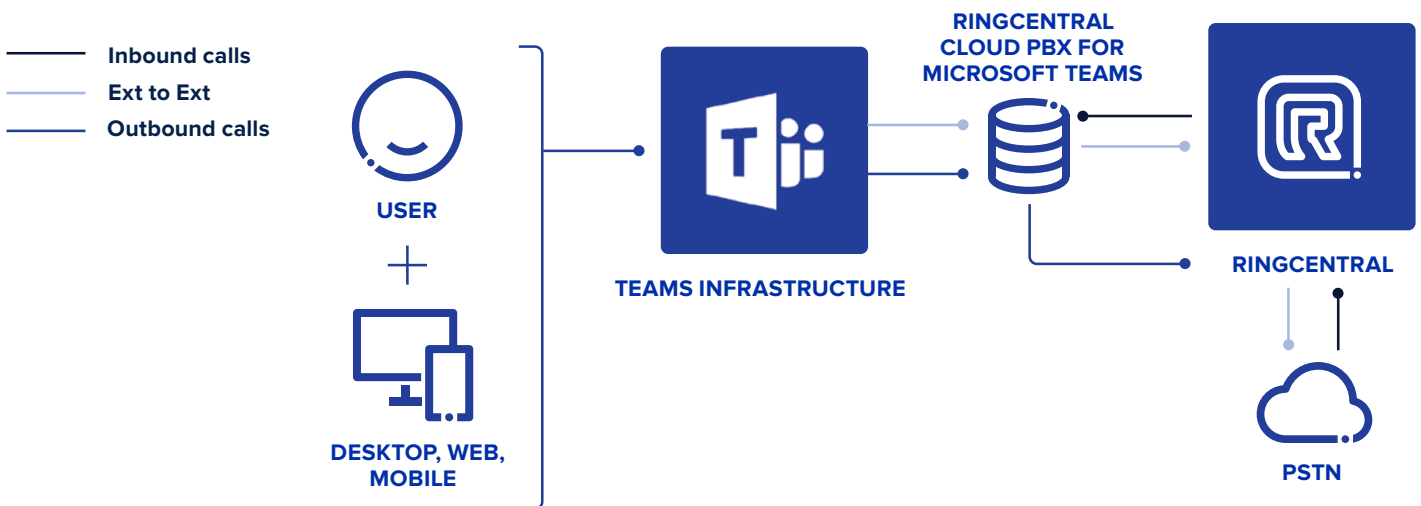 Inbound calls
Ext to Ext
Outbound calls
USER
DESKTOP, WEB,
MOBILE
T
TEAMS INFRASTRUCTURE
RINGCENTRAL
CLOUD PBX FOR
MICROSOFT TEAMS
R
RINGCENTRAL
PSTN